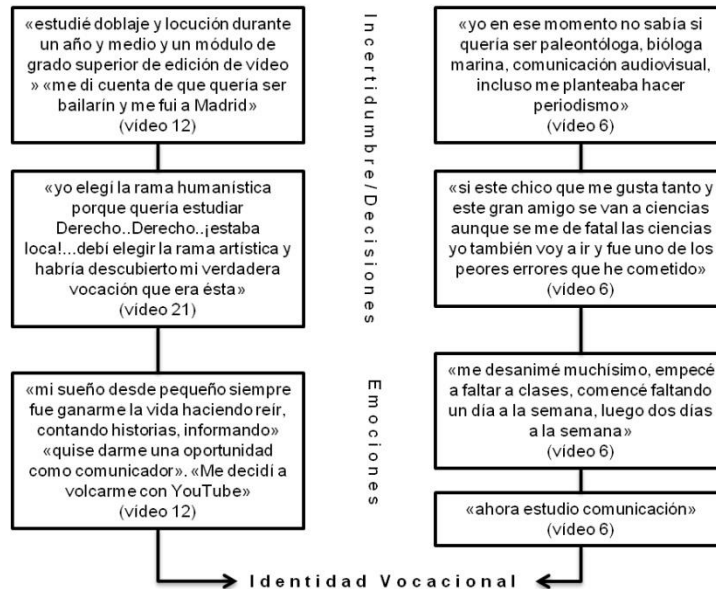 «estudié doblaje y locución durante
un año y medio y un módulo de
grado superior de edición de vídeo
» «me di cuenta de que quería ser
bailarín y me fui a Madrid»
(vídeo 12)
«yo elegí la rama humanística
porque quería estudiar
Derecho..Derecho..¡estaba
loca!...debí elegir la rama artística y
habría descubierto mi verdadera
vocación que era ésta»
(vídeo 21)
«mi sueño desde pequeño siempre
fue ganarme la vida haciendo reír,
contando historias, informando»
«quise darme una oportunidad
como comunicador». «Me decidí a
volcarme con YouTube»
(vídeo 12)
Incertidumbre/Decisiones
Emociones
«yo en ese momento no sabía si
quería ser paleontóloga, bióloga
marina, comunicación audiovisual,
incluso me planteaba hacer
periodismo»
(vídeo 6)
«si este chico que me gusta tanto y
este gran amigo se van a ciencias
aunque se me de fatal las ciencias
yo también voy a ir y fue uno de los
peores errores que he cometido»
(vídeo 6)
«me desanimé muchísimo, empecé
a faltar a clases, comencé faltando
un día a la semana, luego dos días
a la semana»
(vídeo 6)
«ahora estudio comunicación»
(vídeo 6)
Identidad Vocacional